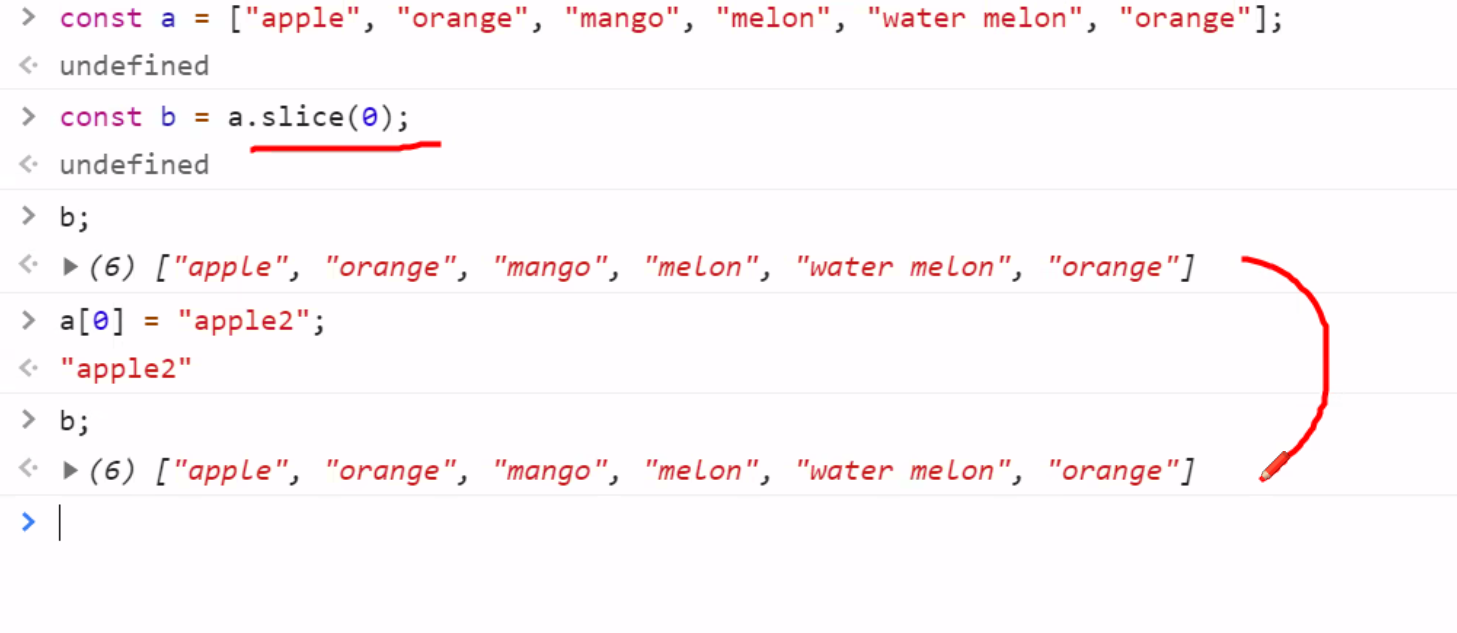 > const a = ["apple", "orange", "mango", "melon", "water melon", "orange"];
undefined
> const b = a.slice(0);
undefined
> b;
(6) ["apple", "orange", "mango", "melon", "water melon", "orange"]
> a[0] = "apple2";
"apple2"
> b;
(6) ["apple", "orange", "mango", "melon", "water melon", "orange"]
>